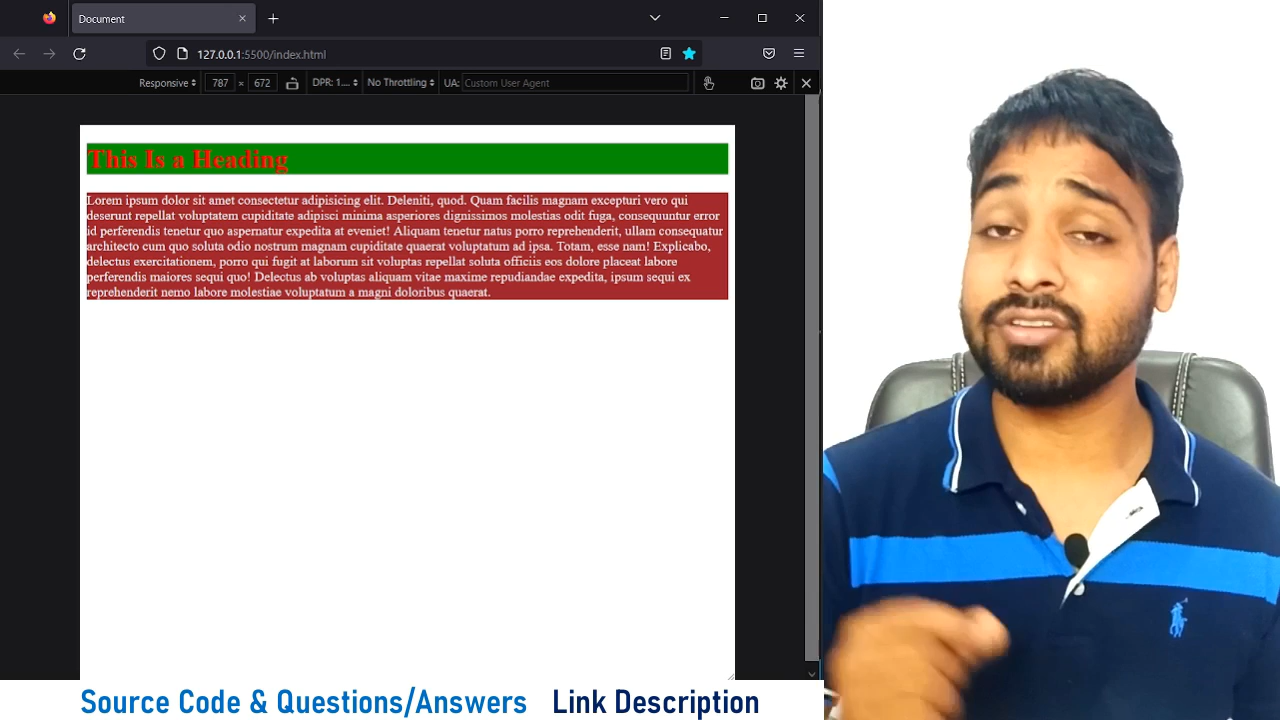 Document
127.0.0.1:5500/index.html
Responsive 787 × 672 DPR: 1... No Throttling UA: Custom User Agent
This Is a Heading
Lorem ipsum dolor sit amet consectetur adipisicing elit. Deleniti, quod. Quam facilis magnam excepturi vero qui
deserunt repellat voluptatem cupiditate adipisci minima asperiores dignissimos molestias odit fuga, consequuntur error
id perferendis tenetur quo aspernatur expedita at eveniet! Aliquam tenetur natus porro reprehenderit, ullam consequatur
architecto cum quo soluta odio nostrum magnam cupiditate quaerat voluptatum ad ipsa. Totam, esse nam! Explicabo,
delectus exercitationem, porro qui fugit at laborum sit voluptas repellat soluta officiis eos dolore placeat labore
perferendis maiores sequi quo! Delectus ab voluptas aliquam vitae maxime repudiandae expedita, ipsum sequi ex
reprehenderit nemo labore molestiae voluptatum a magni doloribus quaerat.
Source Code & Questions/Answers Link Description